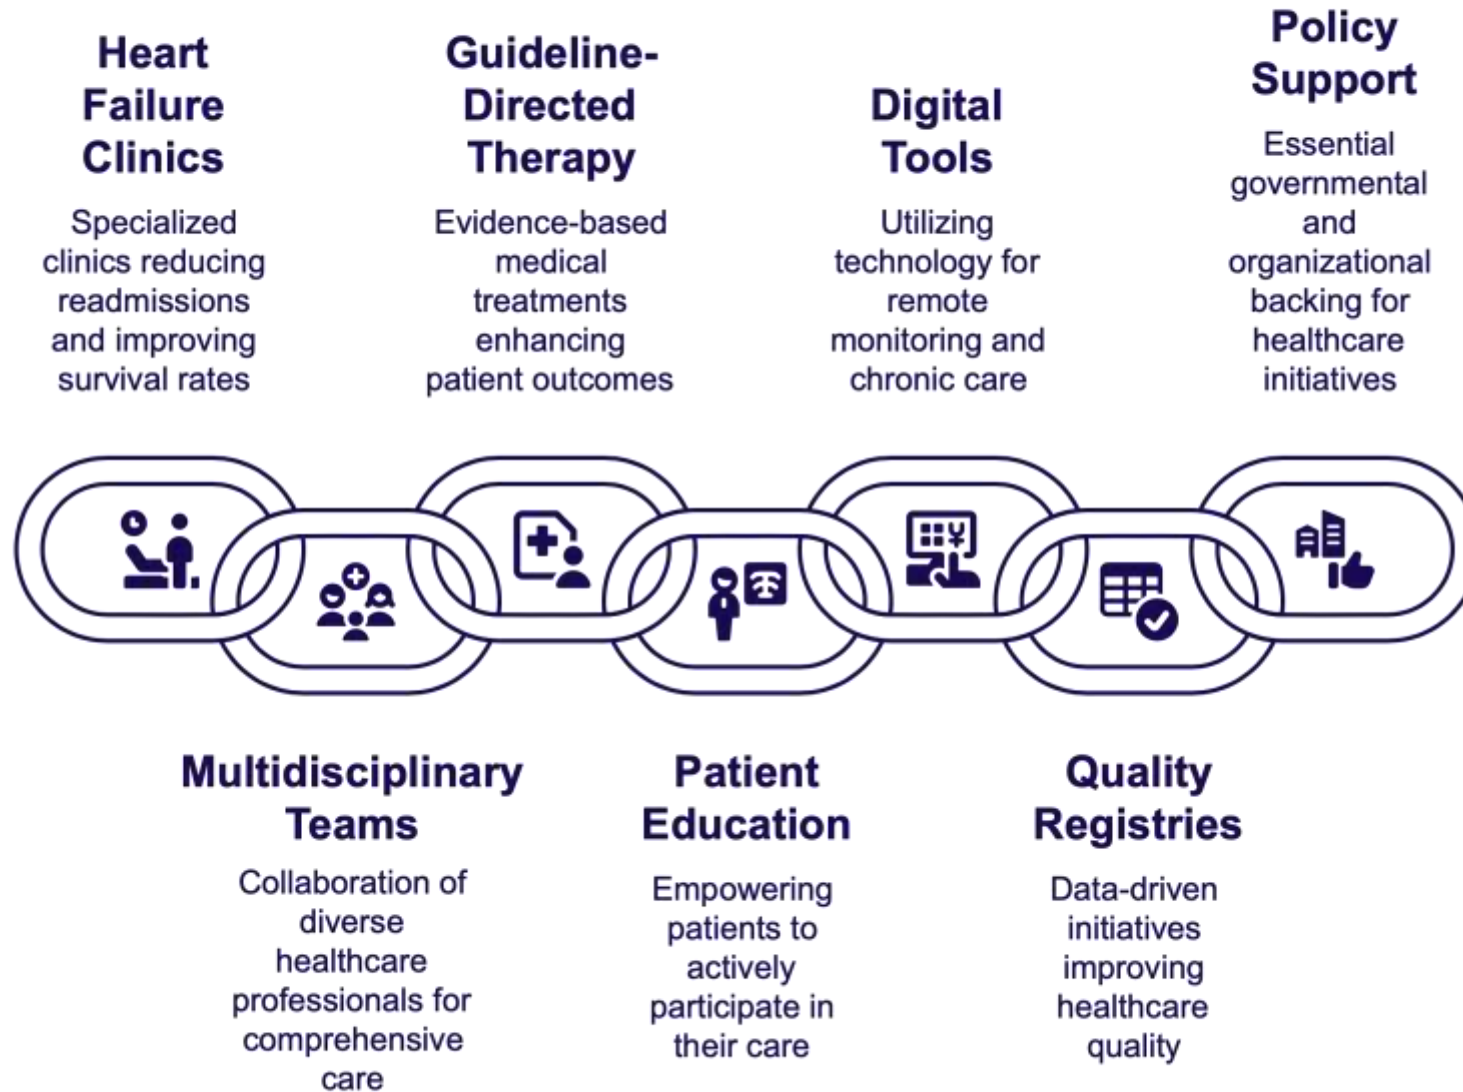 Heart
Failure
Clinics
Specialized
clinics reducing
readmissions
and improving
survival rates
Guideline-
Directed
Therapy
Evidence-based
medical
treatments
enhancing
patient outcomes
Digital
Tools
Utilizing
technology for
remote
monitoring and
chronic care
Policy
Support
Essential
governmental
and
organizational
backing for
healthcare
initiatives
¥
Multidisciplinary
Teams
Collaboration of
diverse
healthcare
professionals for
comprehensive
care
Patient
Education
Empowering
patients to
actively
participate in
their care
Quality
Registries
Data-driven
initiatives
improving
healthcare
quality